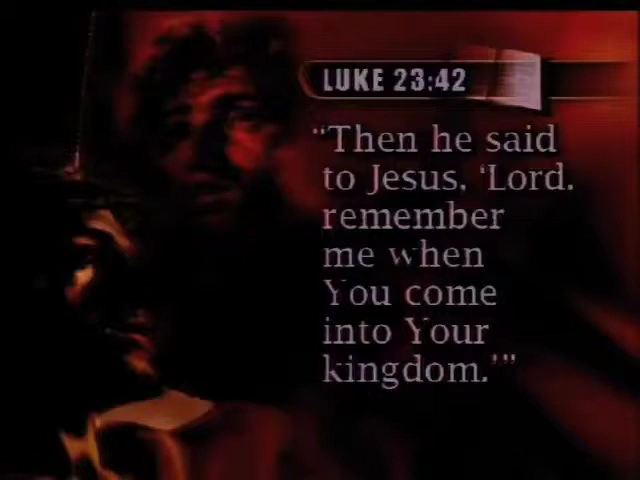 LUKE 23:42
“Then he said
to Jesus, ‘Lord,
remember
me when
You come
into Your
kingdom.’”